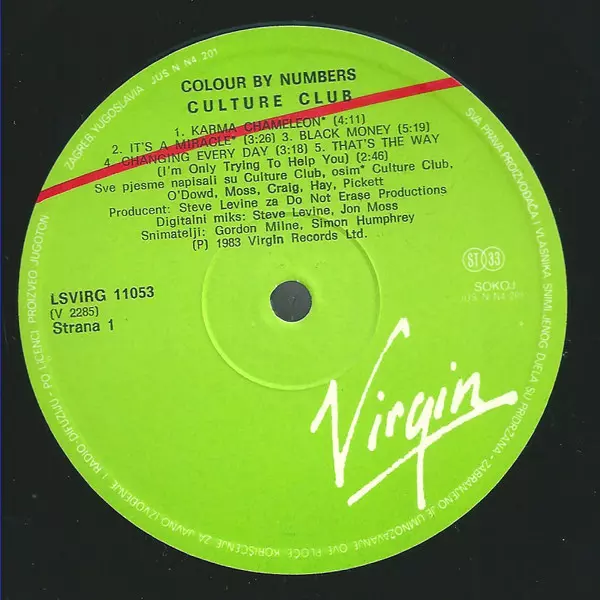 COLOUR BY NUMBERS
CULTURE CLUB
1. KARMA CHAMELEON* (4:11)
2. IT'S A MIRACLE* (3:26) 3. BLACK MONEY (5:19)
4. CHANGING EVERY DAY (3:18) 5. THAT'S THE WAY
(I'm Only Trying To Help You) (2:46)
Sve pjesme napisali su Culture Club, osim* Culture Club,
O'Dowd, Moss, Craig, Hay, Pickett
Producent: Steve Levine za Do Not Erase Productions
Digitalni miks: Steve Levine, Jon Moss
Snimatelji: Gordon Milne, Simon Humphrey
(P) 1983 Virgin Records Ltd.
LSVIRG 11053
(V 2285)
Strana 1
ST 33
SOKOJ
JUS N N4 201
Virgin
PO LICENCI PROIZVEO JUGOTON ZAGREB, YUGOSLAVIA JUS N N4 201
SVA PRAVA PROIZVOĐAČA I VLASNIKA SNIMLJENOG DJELA SU PRIDRŽANA - ZABRANJENO JE UMNOŽAVANJE OVE PLOČE, KORIŠĆENJE ZA JAVNO IZVOĐENJE I RADIO-DIFUZIJU -